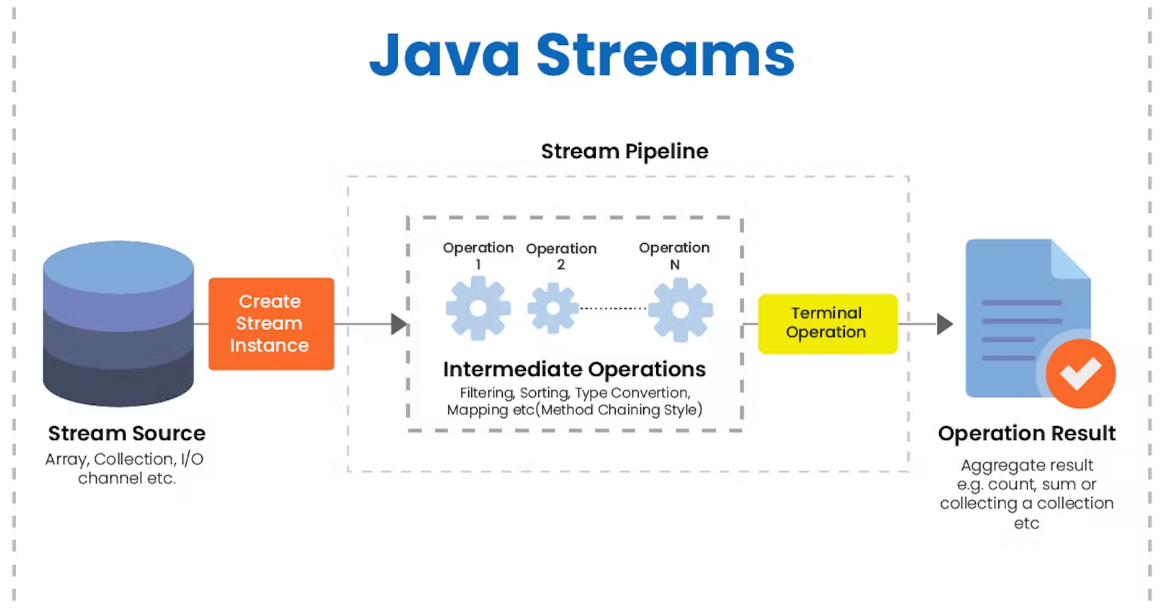 Java Streams
Stream Pipeline
Create
Stream
Instance
Stream Source
Array, Collection, I/O
channel etc.
Operation
1
Operation
2
Operation
N
Intermediate Operations
Filtering, Sorting, Type Convertion,
Mapping etc(Method Chaining Style)
Terminal
Operation
Operation Result
Aggregate result
e.g. count, sum or
collecting a collection
etc